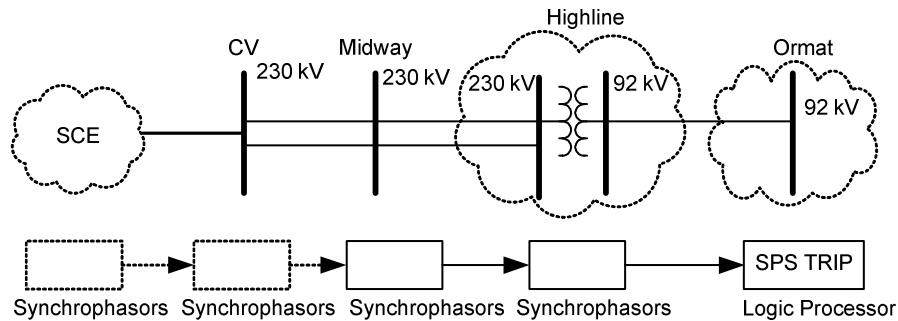 Highline
CV
Midway
Ormat
230 kV
230 kV
230 kV
92 kV
92 kV
SCE
SPS TRIP
Synchrophasors
Synchrophasors
Synchrophasors
Synchrophasors
Logic Processor